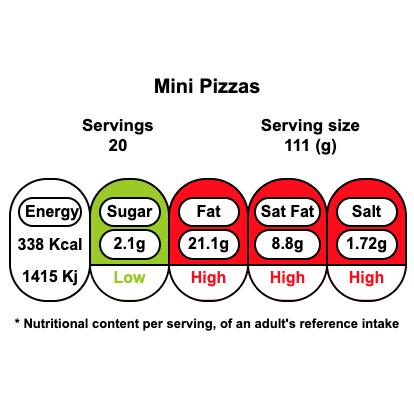 Mini Pizzas
Servings
20
Serving size
111 (g)
Energy Sugar Fat Sat Fat Salt
338 Kcal 2.1g 21.1g 8.8g 1.72g
1415 Kj Low High High High
* Nutritional content per serving, of an adult's reference intake